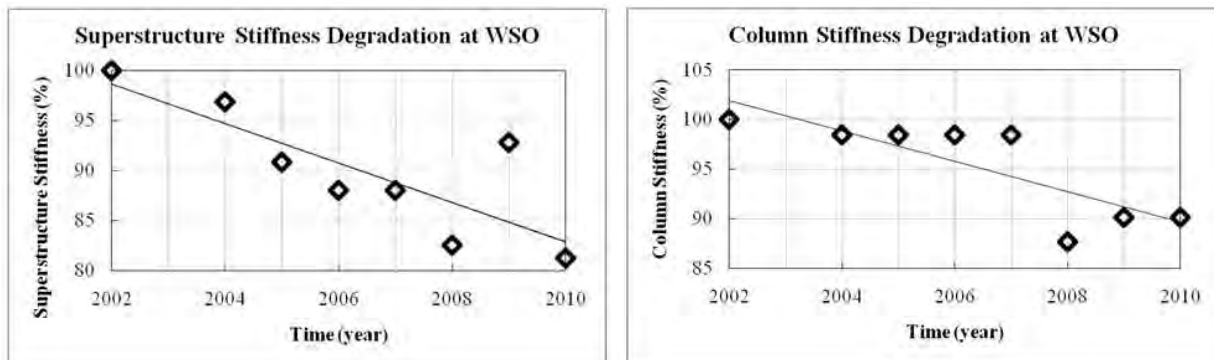 Superstructure Stiffness Degradation at WSO
Superstructure Stiffness (%)
100
95
90
85
80
2002 2004 2006 2008 2010
Time (year)
Column Stiffness Degradation at WSO
Column Stiffness (%)
105
100
95
90
85
2002 2004 2006 2008 2010
Time (year)